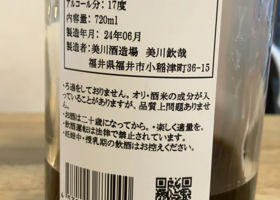 アルコール分：17度
内容量：720ml
製造年月：24年06月
製造者：美川酒造場　美川欽哉
福井県福井市小稲津町36-15
・ろ過をしておりません。オリ・酒米の成分が入
っていることがありますが、品質上問題ありませ
ん。
・お酒は二十歳になってから。・楽しく適量を。
・飲酒運転は法律で禁止されています。
・妊娠中・授乳期の飲酒はお控えください。